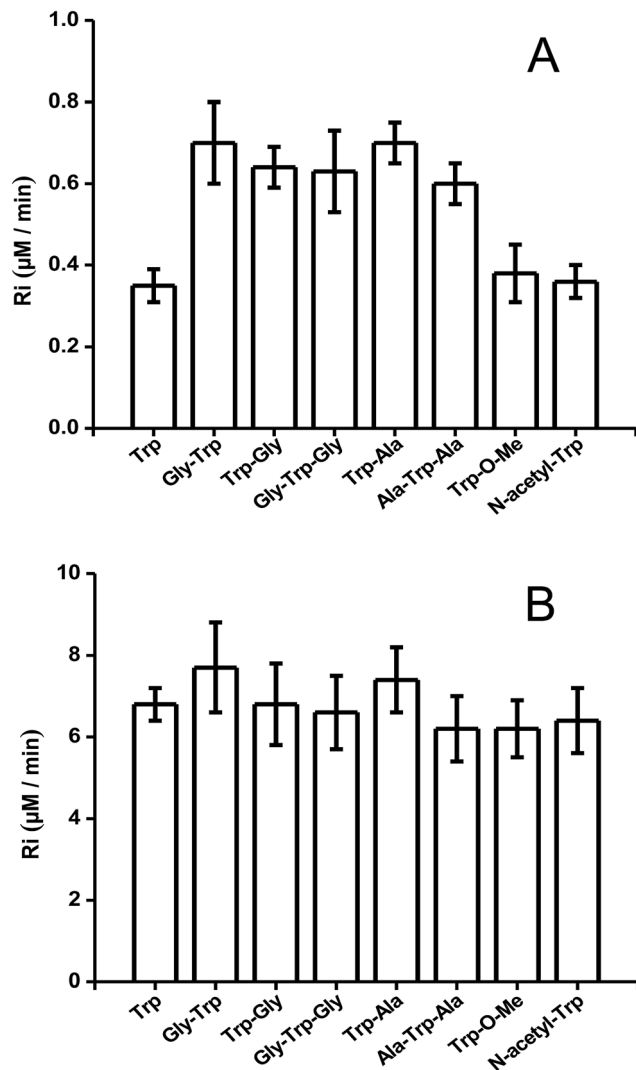 A
Ri (µM / min)
1.0
0.8
0.6
0.4
0.2
0.0
Trp
Gly-Trp
Trp-Gly
Gly-Trp-Gly
Trp-Ala
Ala-Trp-Ala
Trp-O-Me
N-acetyl-Trp
B
Ri (µM / min)
10
8
6
4
2
0
Trp
Gly-Trp
Trp-Gly
Gly-Trp-Gly
Trp-Ala
Ala-Trp-Ala
Trp-O-Me
N-acetyl-Trp